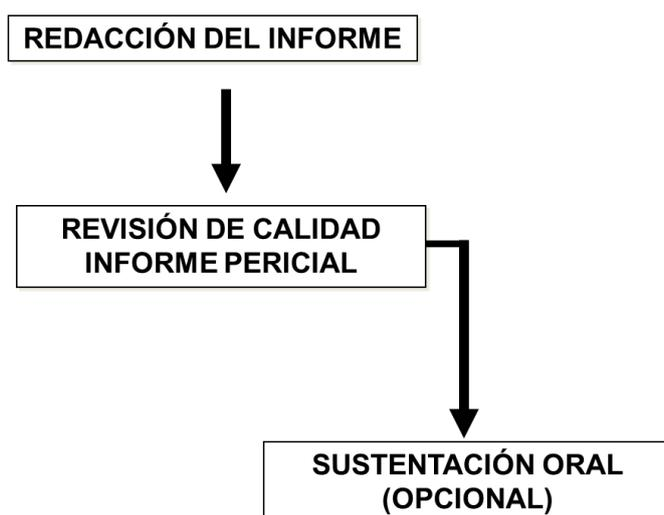 REDACCIÓN DEL INFORME
REVISIÓN DE CALIDAD
INFORME PERICIAL
SUSTENTACIÓN ORAL
(OPCIONAL)